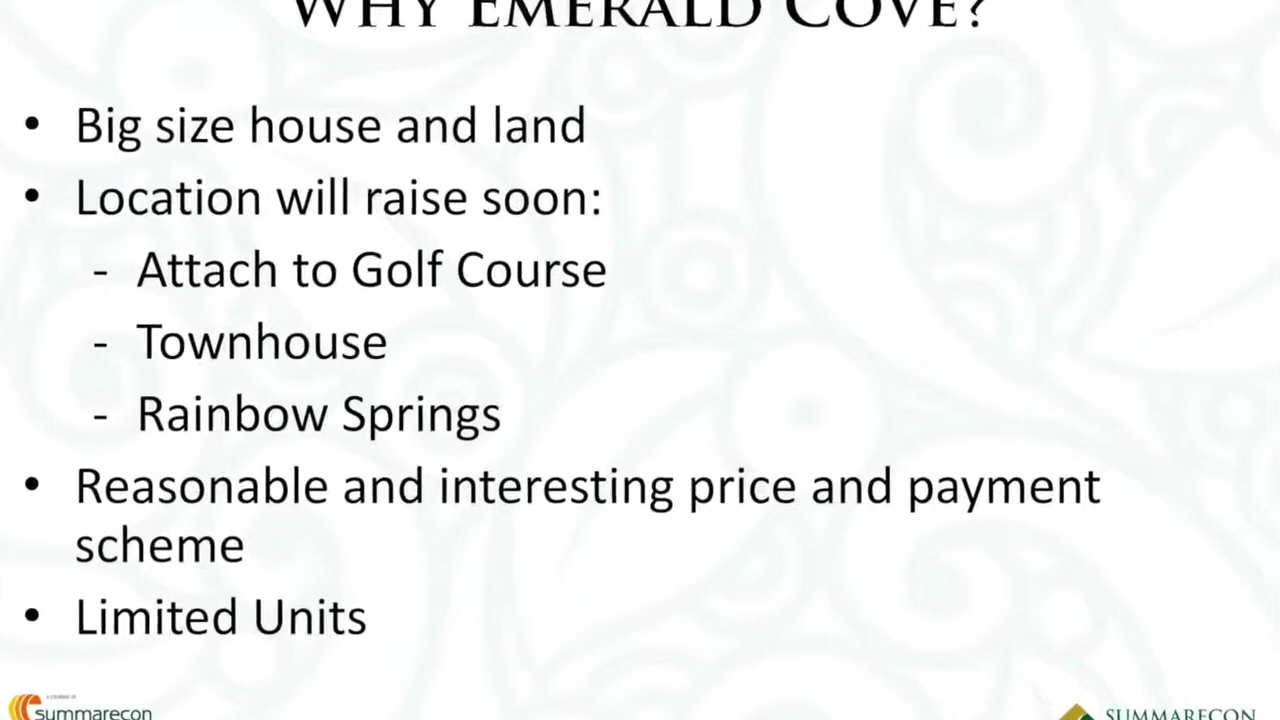 WHY EMERALD COVE?
• Big size house and land
• Location will raise soon:
- Attach to Golf Course
- Townhouse
- Rainbow Springs
• Reasonable and interesting price and payment
scheme
• Limited Units
summarecon
SUMMARECON